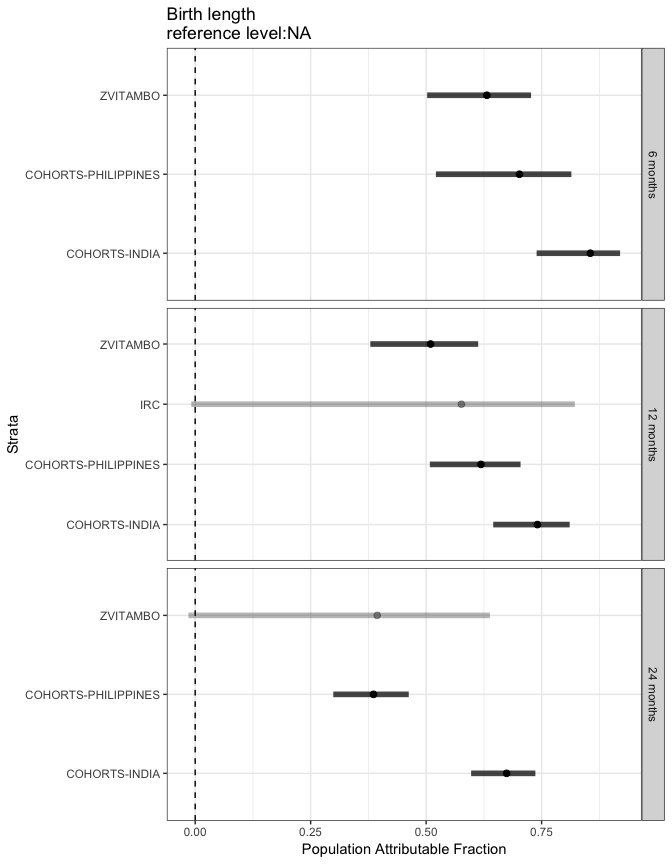 Birth length
reference level:NA
ZVITAMBO
COHORTS-PHILIPPINES
COHORTS-INDIA
6 months
ZVITAMBO
IRC
COHORTS-PHILIPPINES
COHORTS-INDIA
12 months
ZVITAMBO
COHORTS-PHILIPPINES
COHORTS-INDIA
24 months
Strata
0.00 0.25 0.50 0.75
Population Attributable Fraction